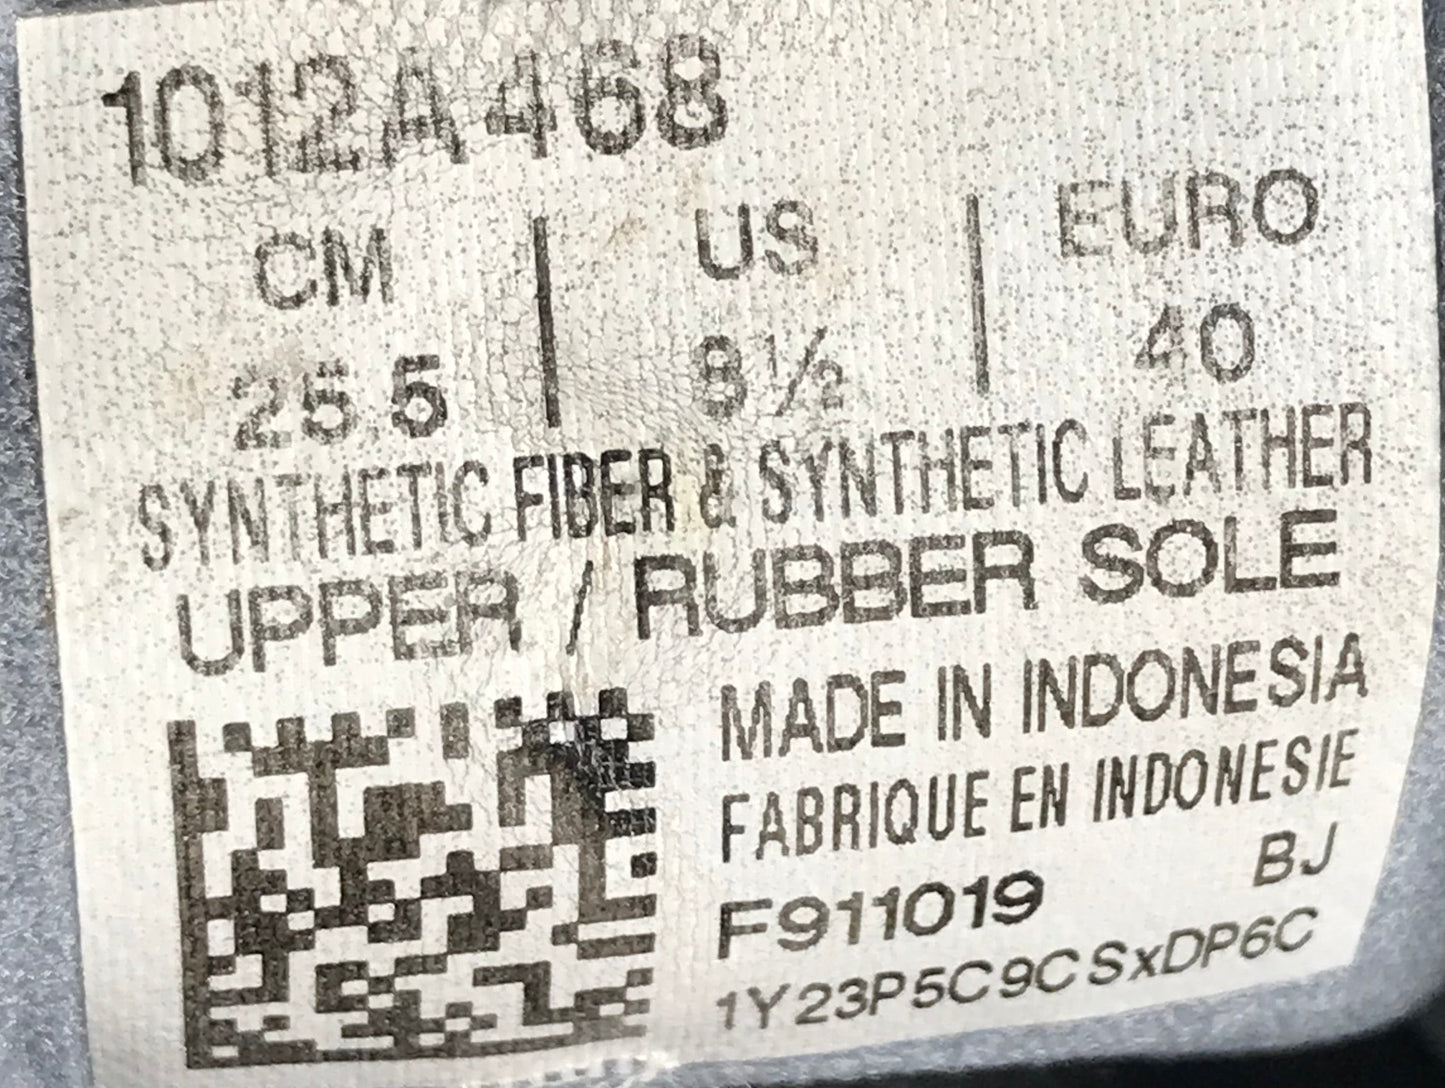 1012A468
CM | US | EURO
25.5 | 8½ | 40
SYNTHETIC FIBER & SYNTHETIC LEATHER
UPPER / RUBBER SOLE
MADE IN INDONESIA
FABRIQUE EN INDONESIE
BJ
F911019
1Y23P5C9CSxDP6C